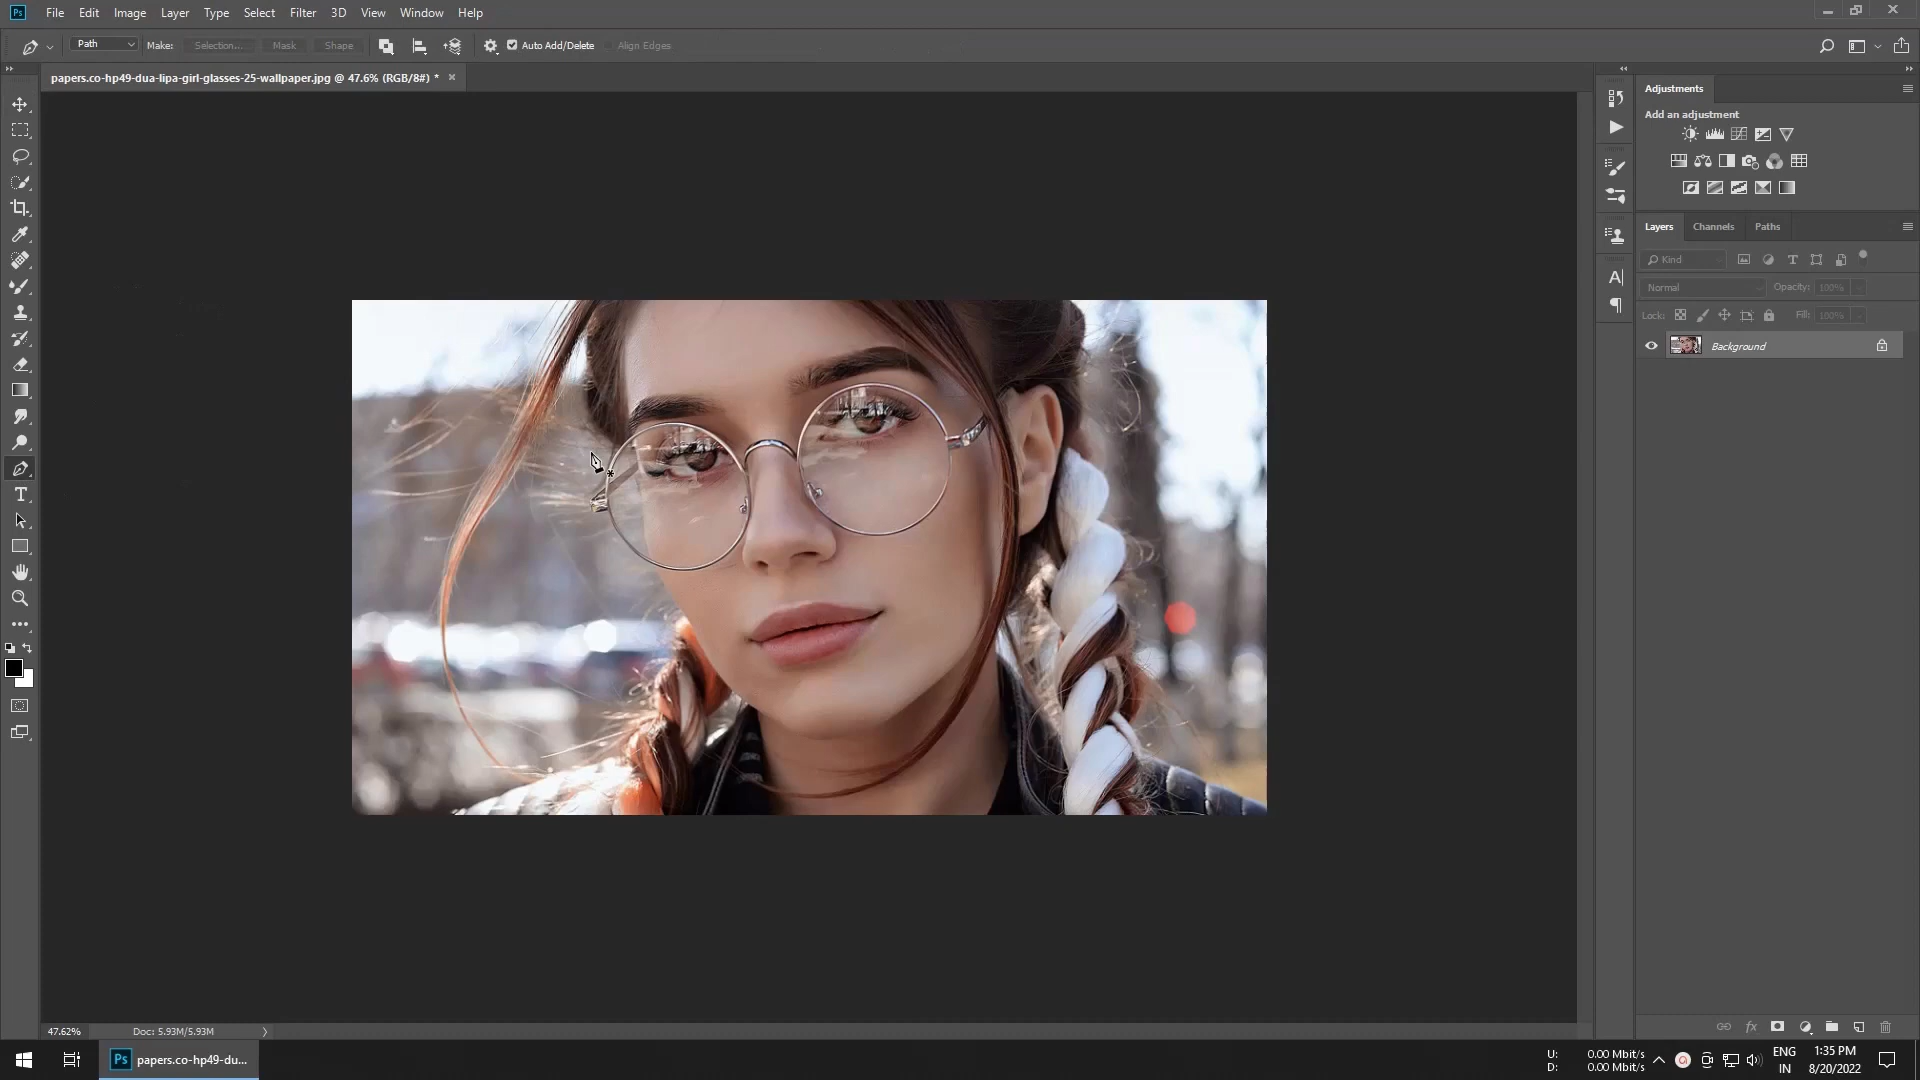 Ps File Edit Image Layer Type Select Filter 3D View Window Help
Path Make: Selection... Mask Shape Auto Add/Delete Align Edges
papers.co-hp49-dua-lipa-girl-glasses-25-wallpaper.jpg @ 47.6% (RGB/8#) *
Adjustments
Add an adjustment
Layers Channels Paths
Kind
Normal Opacity: 100%
Lock: Fill: 100%
Background
47.62% Doc: 5.93M/5.93M
Ps papers.co-hp49-du...
U: 0.00 Mbit/s
D: 0.00 Mbit/s
ENG
IN
1:35 PM
8/20/2022